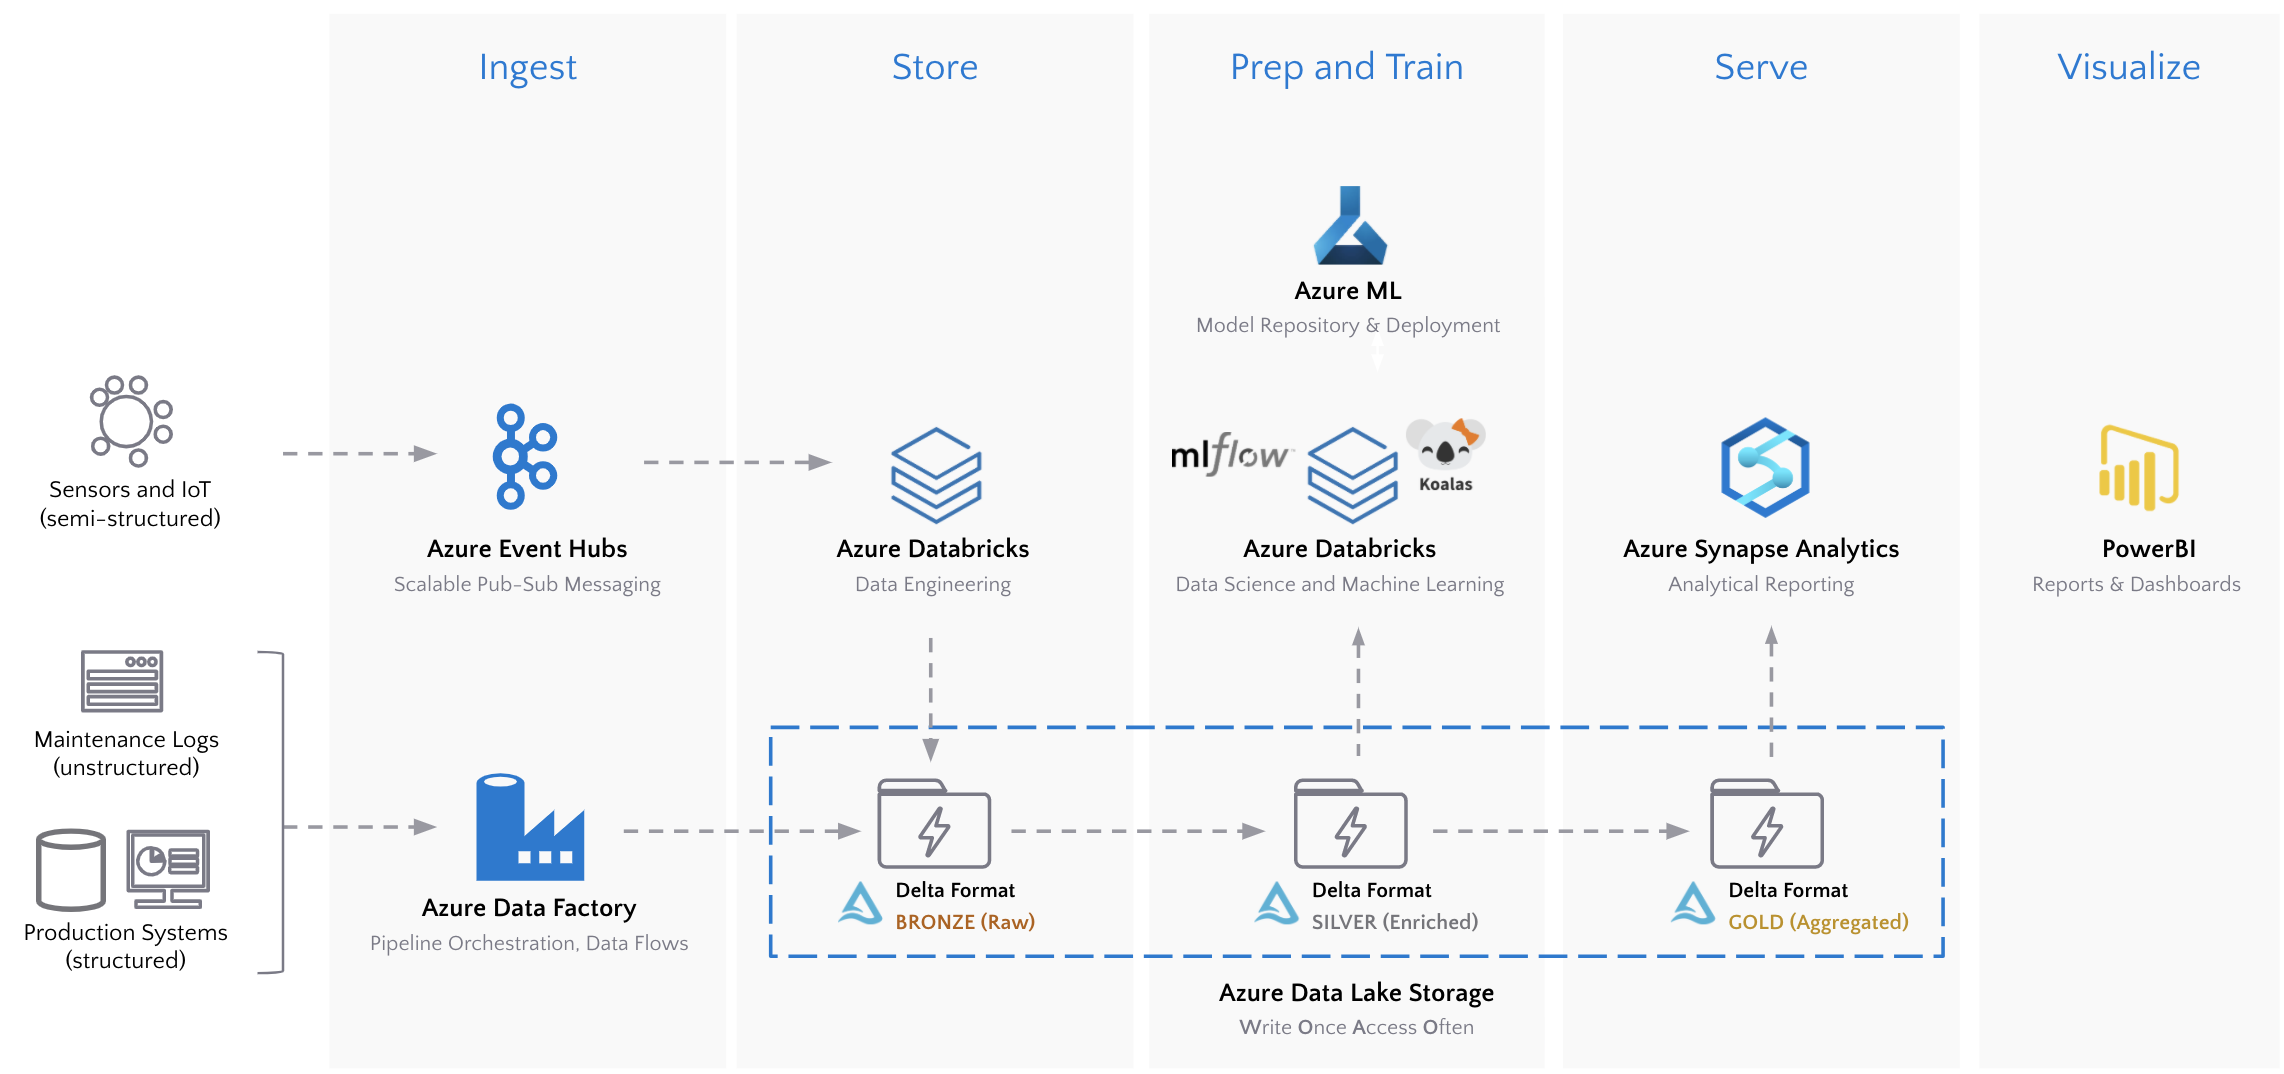 Ingest
Store
Prep and Train
Serve
Visualize
Azure ML
Model Repository & Deployment
Sensors and IoT
(semi-structured)
mlflow™
Koalas
Azure Event Hubs
Scalable Pub-Sub Messaging
Azure Databricks
Data Engineering
Azure Databricks
Data Science and Machine Learning
Azure Synapse Analytics
Analytical Reporting
PowerBI
Reports & Dashboards
Maintenance Logs
(unstructured)
Production Systems
(structured)
Azure Data Factory
Pipeline Orchestration, Data Flows
Delta Format
BRONZE (Raw)
Delta Format
SILVER (Enriched)
Delta Format
GOLD (Aggregated)
Azure Data Lake Storage
Write Once Access Often